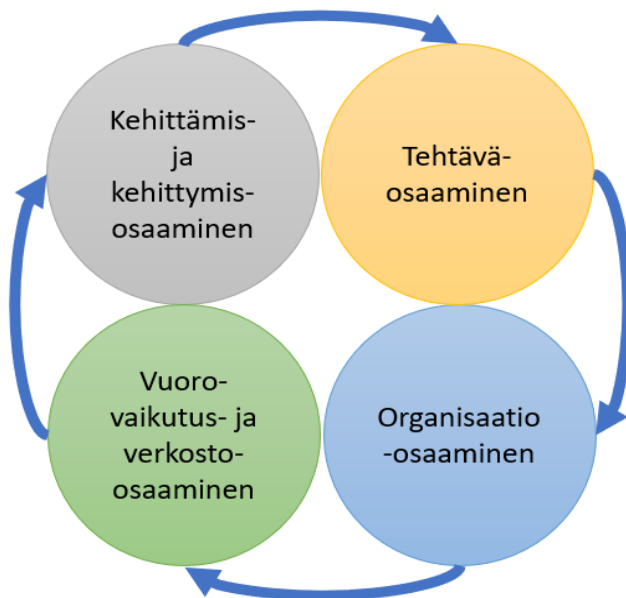 Kehittämis-
ja
kehittymis-
osaaminen
Tehtävä-
osaaminen
Vuoro-
vaikutus- ja
verkosto-
osaaminen
Organisaatio
-osaaminen